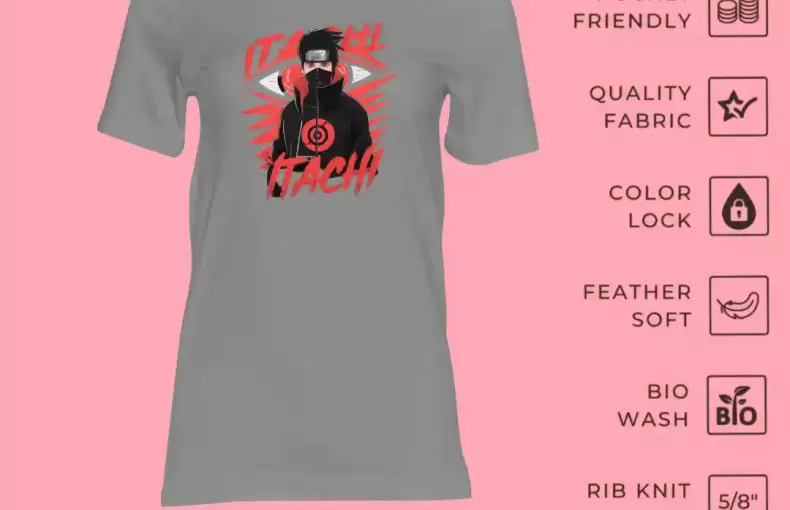 ITACHI
ITACHI
FRIENDLY
QUALITY
FABRIC
COLOR
LOCK
FEATHER
SOFT
BIO
WASH
BIO
RIB KNIT
5/8"